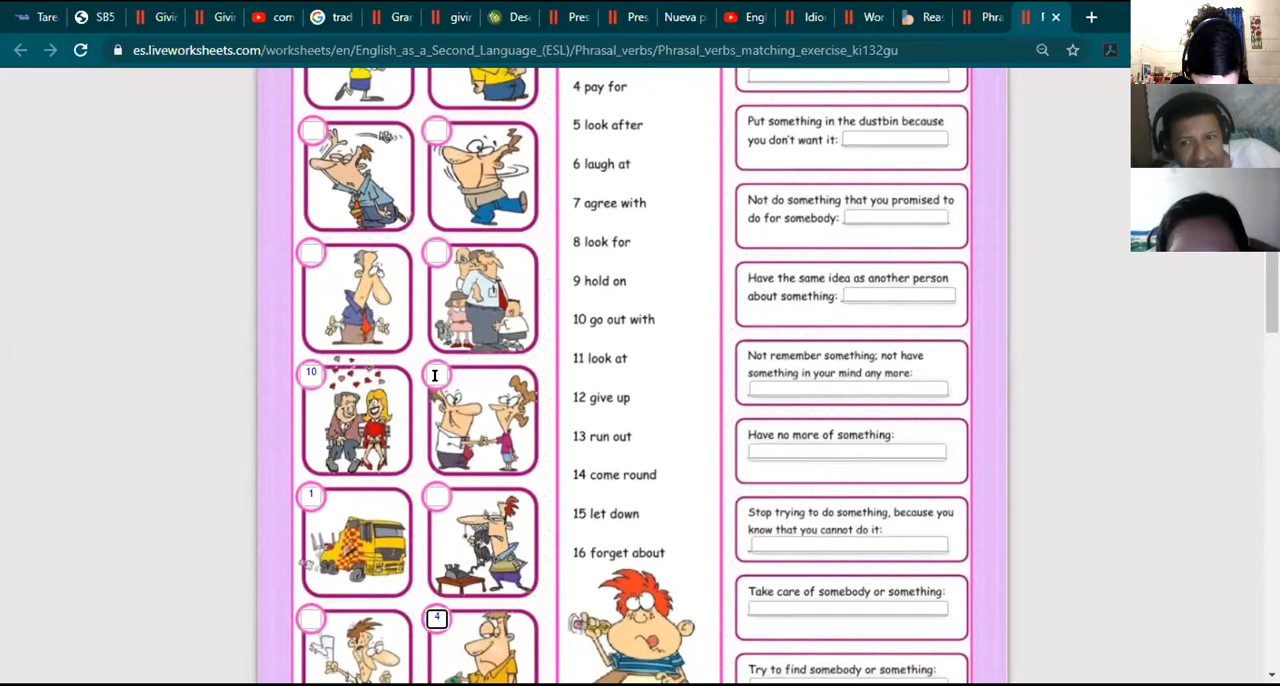 Tare
SB5
Givir
Givir
com
trad
Grar
givir
Des
Pres
Pres
Nueva p
Engl
Idio
Wor
Rea
Phra
es.liveworksheets.com/worksheets/en/English_as_a_Second_Language_(ESL)/Phrasal_verbs/Phrasal_verbs_matching_exercise_ki132gu
10
1
4
4 pay for
5 look after
6 laugh at
7 agree with
8 look for
9 hold on
10 go out with
11 look at
12 give up
13 run out
14 come round
15 let down
16 forget about
Put something in the dustbin because
you don't want it:
Not do something that you promised to
do for somebody:
Have the same idea as another person
about something:
Not remember something; not have
something in your mind any more:
Have no more of something:
Stop trying to do something, because you
know that you cannot do it:
Take care of somebody or something:
Try to find somebody or something: